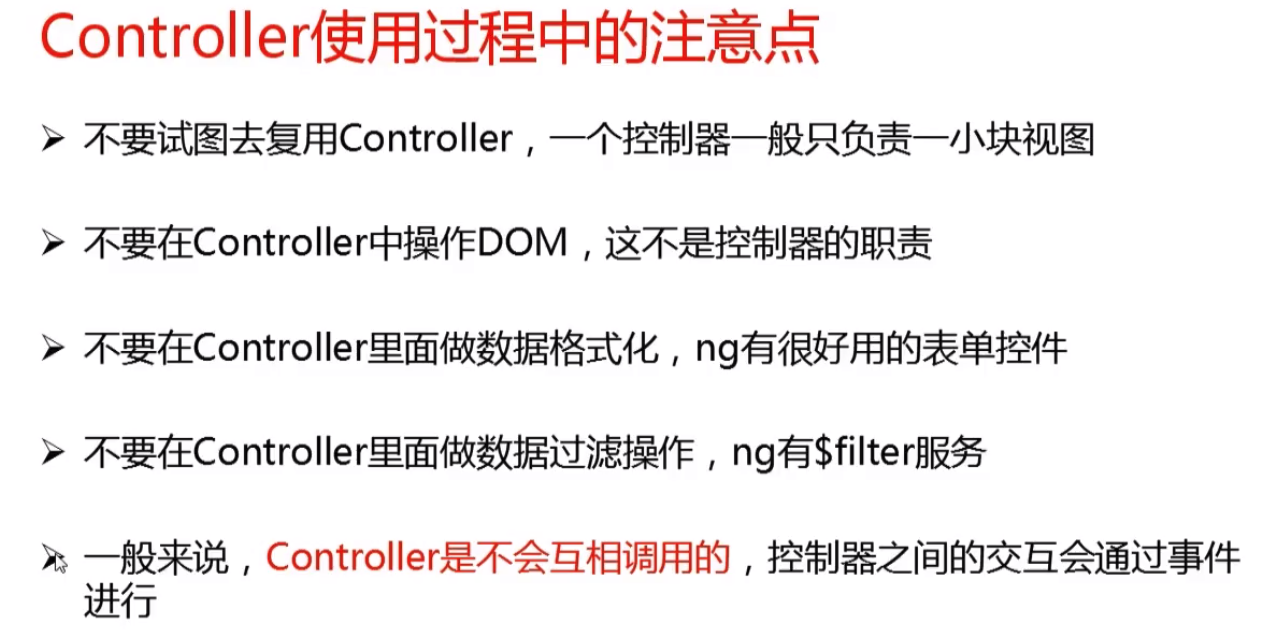 Controller使用过程中的注意点
➢ 不要试图去复用Controller，一个控制器一般只负责一小块视图
➢ 不要在Controller中操作DOM，这不是控制器的职责
➢ 不要在Controller里面做数据格式化，ng有很好用的表单控件
➢ 不要在Controller里面做数据过滤操作，ng有$filter服务
➢ 一般来说，Controller是不会互相调用的，控制器之间的交互会通过事件
进行